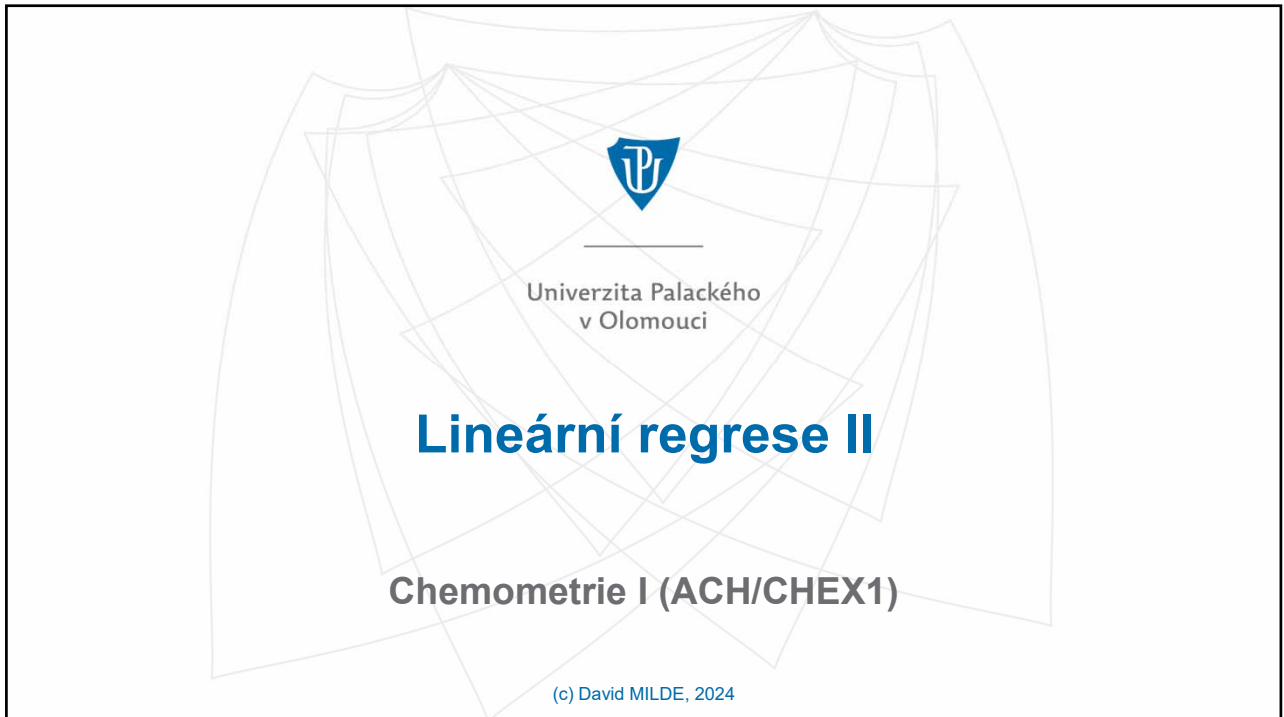 UP
Univerzita Palackého
v Olomouci
Lineární regrese II
Chemometrie I (ACH/CHEX1)
(c) David MILDE, 2024